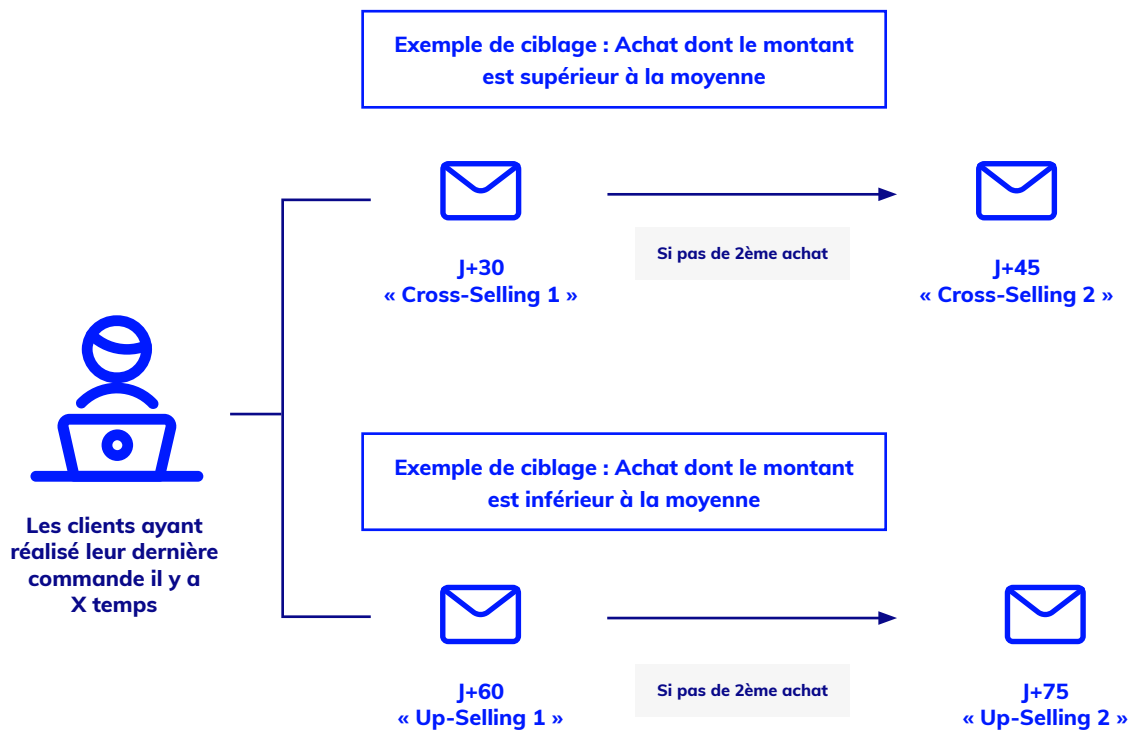 Exemple de ciblage : Achat dont le montant
est supérieur à la moyenne
Si pas de 2ème achat
J+30
« Cross-Selling 1 »
J+45
« Cross-Selling 2 »
Les clients ayant
réalisé leur dernière
commande il y a
X temps
Exemple de ciblage : Achat dont le montant
est inférieur à la moyenne
Si pas de 2ème achat
J+60
« Up-Selling 1 »
J+75
« Up-Selling 2 »